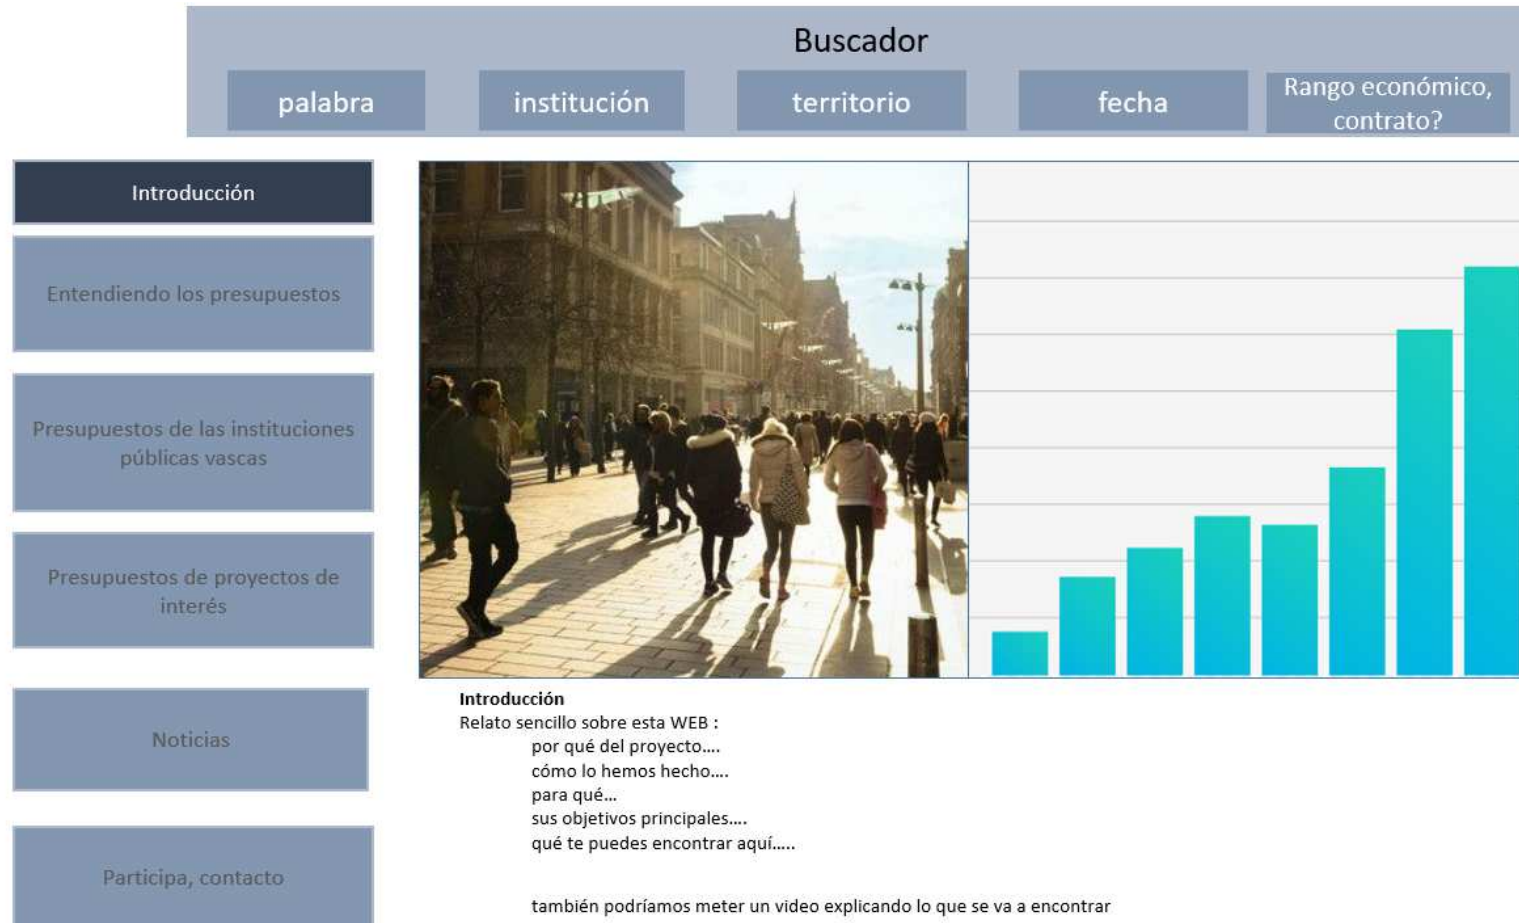 Buscador
palabra
institución
territorio
fecha
Rango económico,
contrato?
Introducción
Entendiendo los presupuestos
Presupuestos de las instituciones
públicas vascas
Presupuestos de proyectos de
interés
Noticias
Participa, contacto
Introducción
Relato sencillo sobre esta WEB :
por qué del proyecto....
cómo lo hemos hecho....
para qué...
sus objetivos principales....
qué te puedes encontrar aquí.....
también podríamos meter un video explicando lo que se va a encontrar